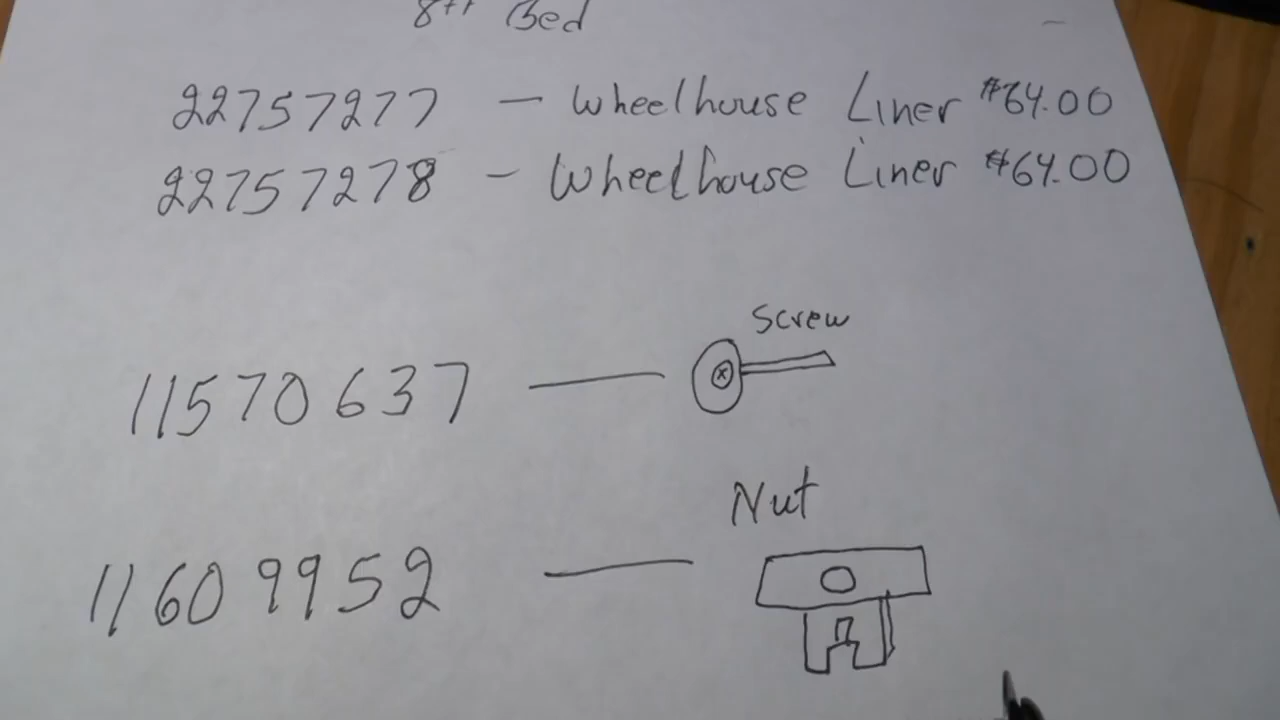 8ft Bed
22757277 — Wheelhouse Liner $64.00
22757278 - Wheelhouse Liner $64.00
Screw
11570637 —
Nut
11609952 —